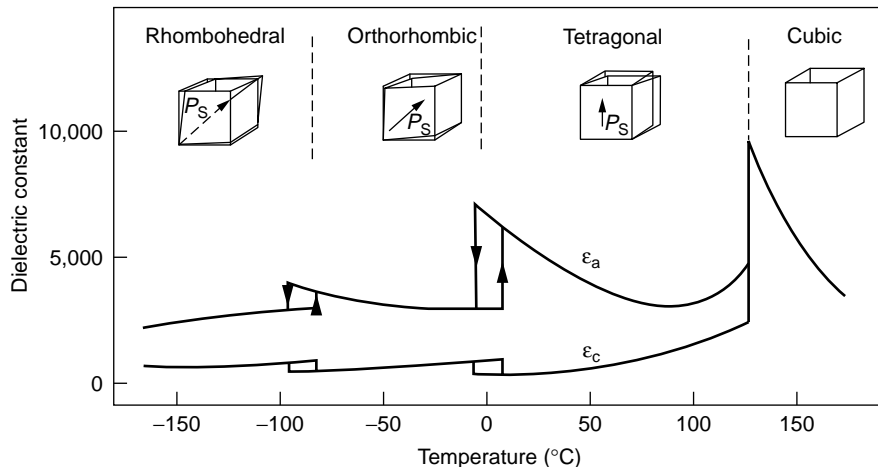 Rhombohedral Orthorhombic Tetragonal Cubic
P_S P_S P_S
10,000
5,000
0
Dielectric constant
ε_a
ε_c
−150 −100 −50 0 50 100 150
Temperature (°C)